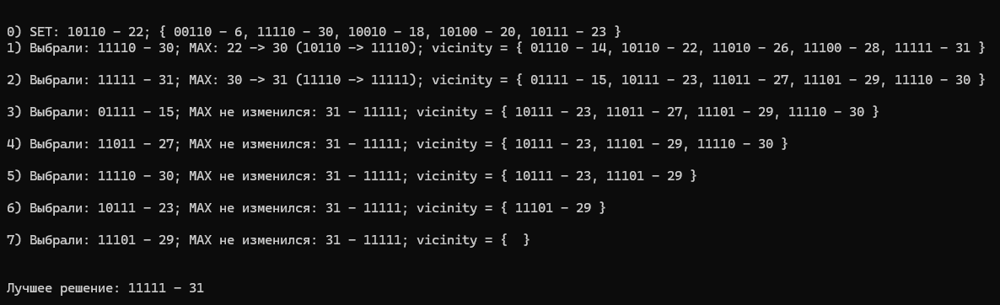 0) SET: 10110 - 22; { 00110 - 6, 11110 - 30, 10010 - 18, 10100 - 20, 10111 - 23 }
1) Выбрали: 11110 - 30; MAX: 22 -> 30 (10110 -> 11110); vicinity = { 01110 - 14, 10110 - 22, 11010 - 26, 11100 - 28, 11111 - 31 }
2) Выбрали: 11111 - 31; MAX: 30 -> 31 (11110 -> 11111); vicinity = { 01111 - 15, 10111 - 23, 11011 - 27, 11101 - 29, 11110 - 30 }
3) Выбрали: 01111 - 15; MAX не изменился: 31 - 11111; vicinity = { 10111 - 23, 11011 - 27, 11101 - 29, 11110 - 30 }
4) Выбрали: 11011 - 27; MAX не изменился: 31 - 11111; vicinity = { 10111 - 23, 11101 - 29, 11110 - 30 }
5) Выбрали: 11110 - 30; MAX не изменился: 31 - 11111; vicinity = { 10111 - 23, 11101 - 29 }
6) Выбрали: 10111 - 23; MAX не изменился: 31 - 11111; vicinity = { 11101 - 29 }
7) Выбрали: 11101 - 29; MAX не изменился: 31 - 11111; vicinity = {  }
Лучшее решение: 11111 - 31